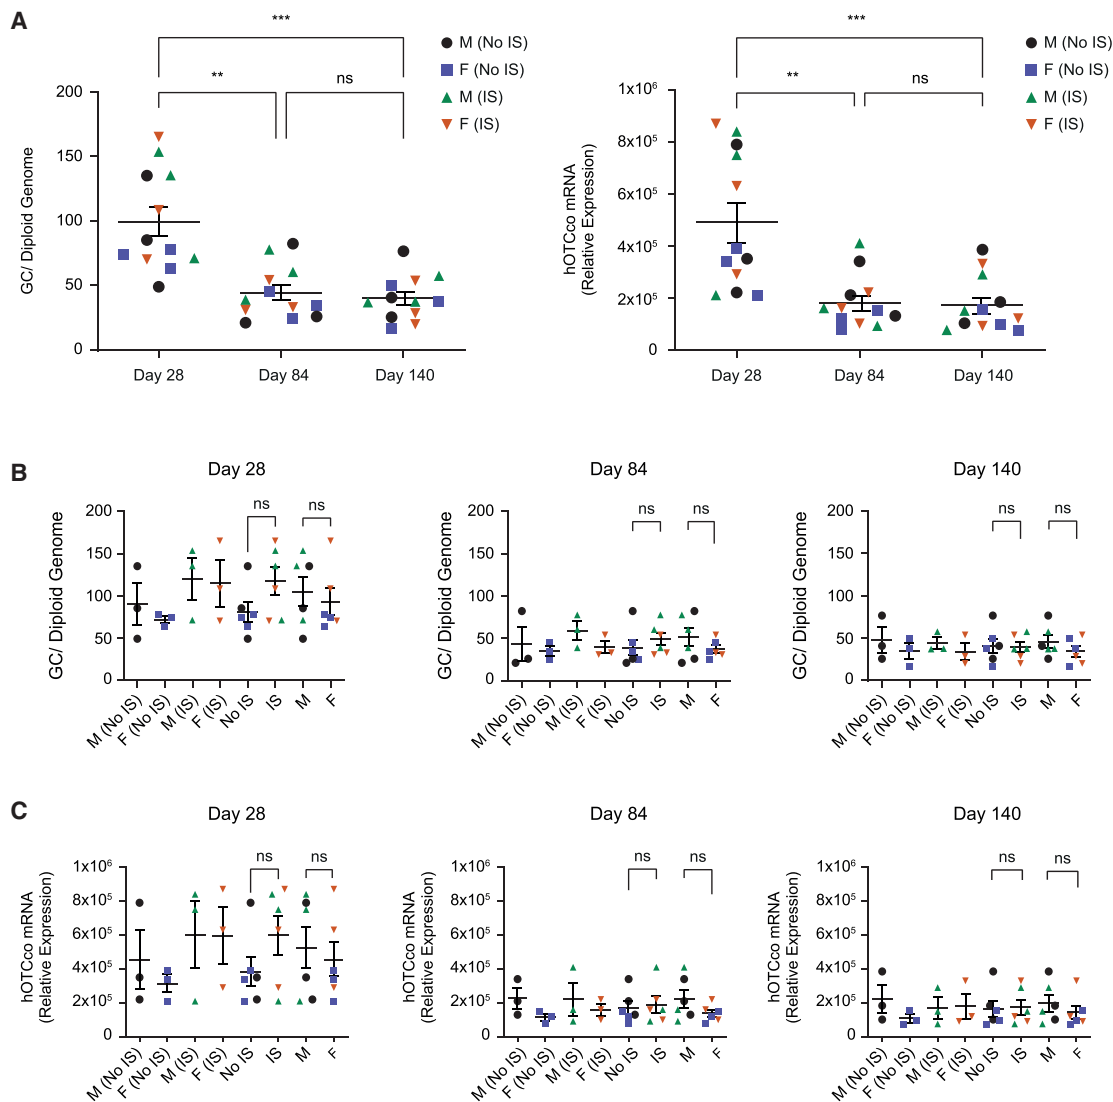 A
***
**
ns
GC/ Diploid Genome
200
150
100
50
0
Day 28
Day 84
Day 140
M (No IS)
F (No IS)
M (IS)
F (IS)
***
**
ns
hOTCco mRNA
(Relative Expression)
1x10⁶
8x10⁵
6x10⁵
4x10⁵
2x10⁵
0
Day 28
Day 84
Day 140
M (No IS)
F (No IS)
M (IS)
F (IS)
B
Day 28
GC/ Diploid Genome
200
150
100
50
0
ns
ns
M (No IS)
F (No IS)
M (IS)
F (IS)
No IS
IS
M
F
Day 84
GC/ Diploid Genome
200
150
100
50
0
ns
ns
M (No IS)
F (No IS)
M (IS)
F (IS)
No IS
IS
M
F
Day 140
GC/ Diploid Genome
200
150
100
50
0
ns
ns
M (No IS)
F (No IS)
M (IS)
F (IS)
No IS
IS
M
F
C
Day 28
hOTCco mRNA
(Relative Expression)
1x10⁶
8x10⁵
6x10⁵
4x10⁵
2x10⁵
0
ns
ns
M (No IS)
F (No IS)
M (IS)
F (IS)
No IS
IS
M
F
Day 84
hOTCco mRNA
(Relative Expression)
1x10⁶
8x10⁵
6x10⁵
4x10⁵
2x10⁵
0
ns
ns
M (No IS)
F (No IS)
M (IS)
F (IS)
No IS
IS
M
F
Day 140
hOTCco mRNA
(Relative Expression)
1x10⁶
8x10⁵
6x10⁵
4x10⁵
2x10⁵
0
ns
ns
M (No IS)
F (No IS)
M (IS)
F (IS)
No IS
IS
M
F